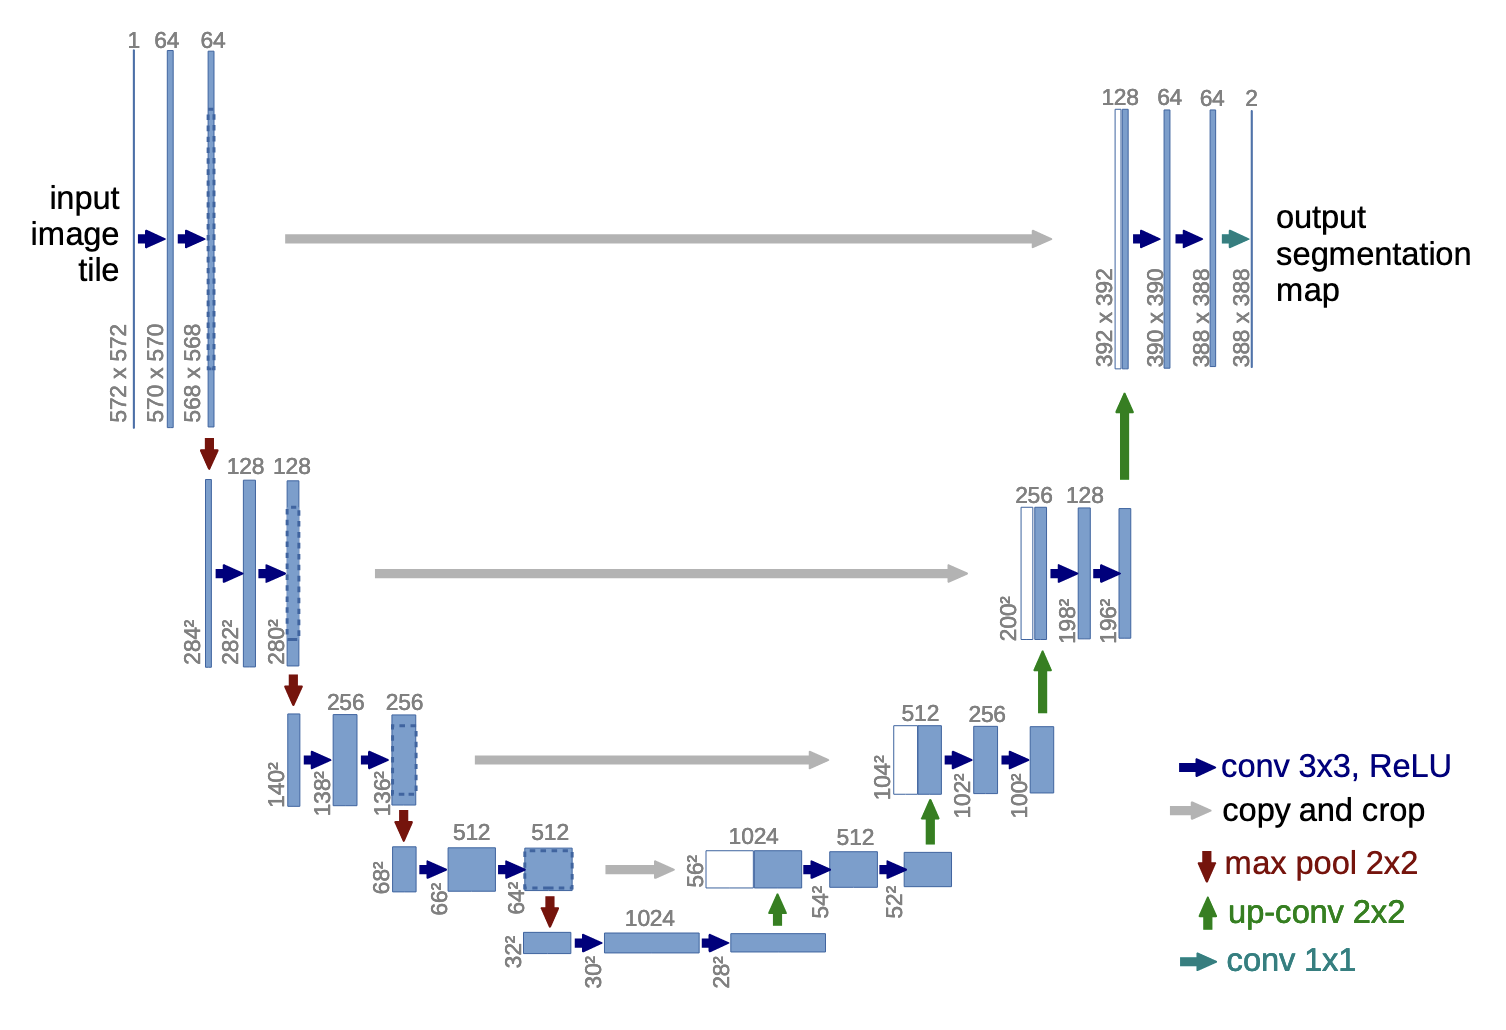 1 64 64
input
image
tile
572 x 572
570 x 570
568 x 568
128 64 64 2
output
segmentation
map
392 x 392
390 x 390
388 x 388
388 x 388
128 128
284²
282²
280²
256 128
200²
198²
196²
256 256
140²
138²
136²
512 256
104²
102²
100²
512 512
68²
66²
64²
1024 512
56²
54²
52²
1024
32²
30²
28²
conv 3x3, ReLU
copy and crop
max pool 2x2
up-conv 2x2
conv 1x1